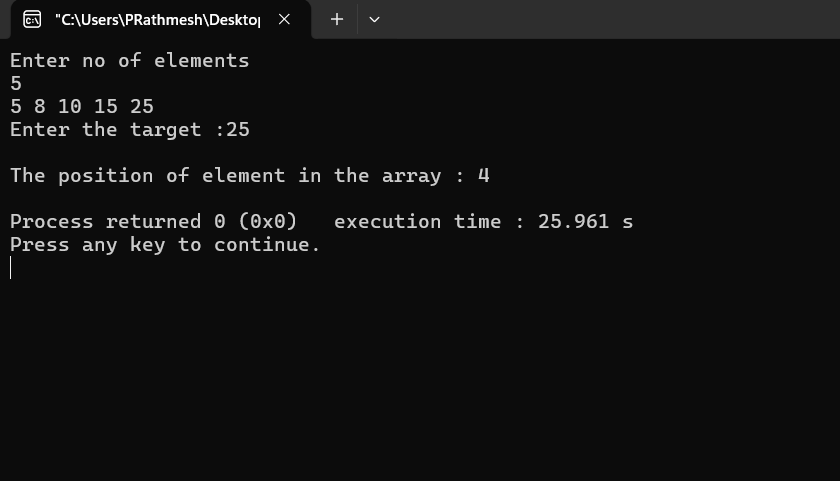 "C:\Users\PRathmesh\Desktop
Enter no of elements
5
5 8 10 15 25
Enter the target :25
The position of element in the array : 4
Process returned 0 (0x0)   execution time : 25.961 s
Press any key to continue.